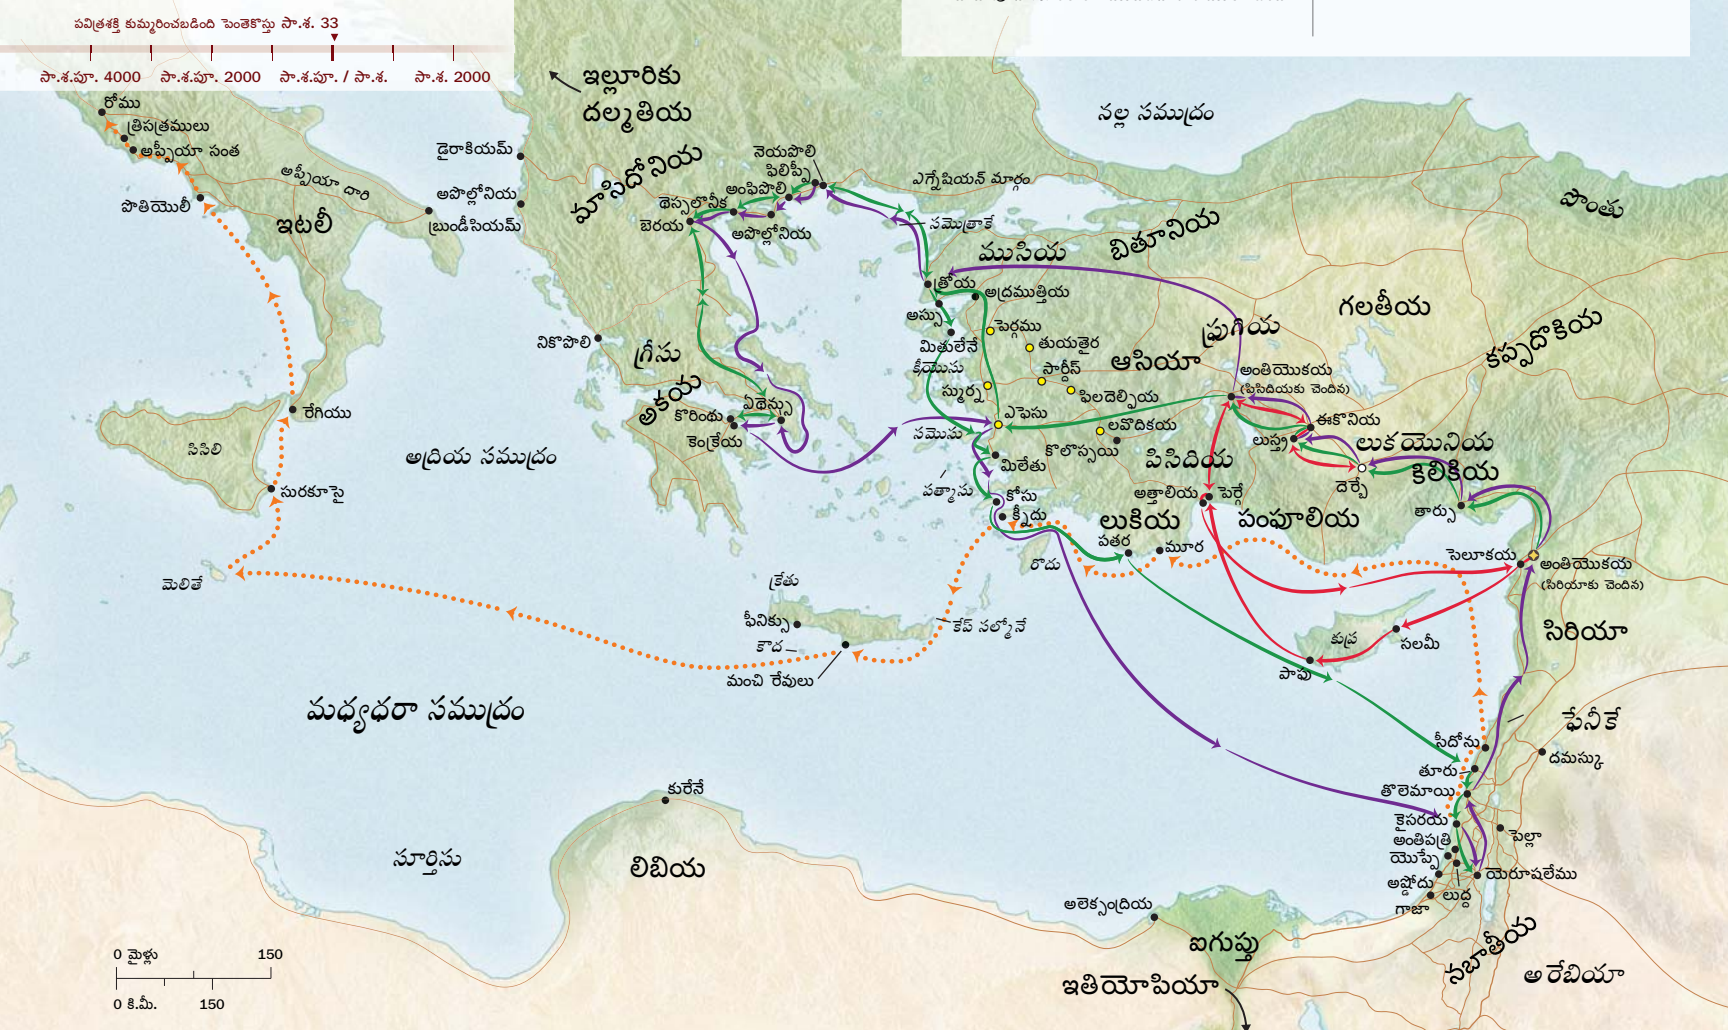 పవిత్రశక్తి కుమ్మరించబడింది పెంతెకొస్తు సా.శ. 33
సా.శ.పూ. 4000
సా.శ.పూ. 2000
సా.శ.పూ. / సా.శ.
సా.శ. 2000
రోము
త్రిసత్రములు
అప్పీయా సంత
పొతియొలీ
ఇటలీ
అప్పీయా దారి
బ్రుండీసియమ్
డైరాకియమ్
అపొల్లోనియ
ఇల్లూరికు
దల్మతియ
మాసిదోనియ
నెయపొలి
ఫిలిప్పీ
అంఫిపొలి
థెస్సలొనీక
బెరయ
అపొల్లోనియ
ఎగ్నేషియన్ మార్గం
సమొత్రాకే
నల్ల సముద్రం
బితూనియ
పొంతు
ముసియ
త్రోయ
అద్రముత్తియ
అస్సు
మితులేనే
కీయొసు
పెర్గము
తుయతైర
సార్దీస్
స్ముర్న
ఫిలదెల్ఫియ
ఆసియా
ఫ్రుగియ
గలతీయ
కప్పదొకియ
నికొపొలి
గ్రీసు
అకయ
ఏథెన్సు
కొరింథు
కెంక్రేయ
ఎఫెసు
సమొసు
లవొదికయ
కొలొస్సయి
మిలేతు
పత్మాసు
కోసు
క్నీదు
అంతియొకయ
(పిసిదియకు చెందిన)
ఈకొనియ
లుస్త్ర
లుకయొనియ
దెర్బే
కిలికియ
తార్సు
పిసిదియ
అత్తాలియ
పెర్గే
లుకియ
పంఫూలియ
పతర
మూర
రొదు
సెలూకయ
అంతియొకయ
(సిరియాకు చెందిన)
సిరియా
కుప్ర
సలమీ
పాఫు
రేగియు
సిసిలి
సురకూసై
మెలితే
అద్రియ సముద్రం
క్రేతు
ఫీనిక్సు
కౌద
మంచి రేవులు
కేప్ సల్మోనే
మధ్యధరా సముద్రం
ఫేనీకే
సీదోను
దమస్కు
తూరు
తొలెమాయి
కైసరయ
అంతిపత్రి
యొప్పే
పెల్లా
యెరూషలేము
అష్డోదు
లుద్ద
గాజా
కురేనే
సూర్తిసు
లిబియ
అలెక్సంద్రియ
ఐగుప్తు
ఇతియోపియా
నబాతీయ
అరేబియా
0 మైళ్లు
150
0 కి.మీ.
150